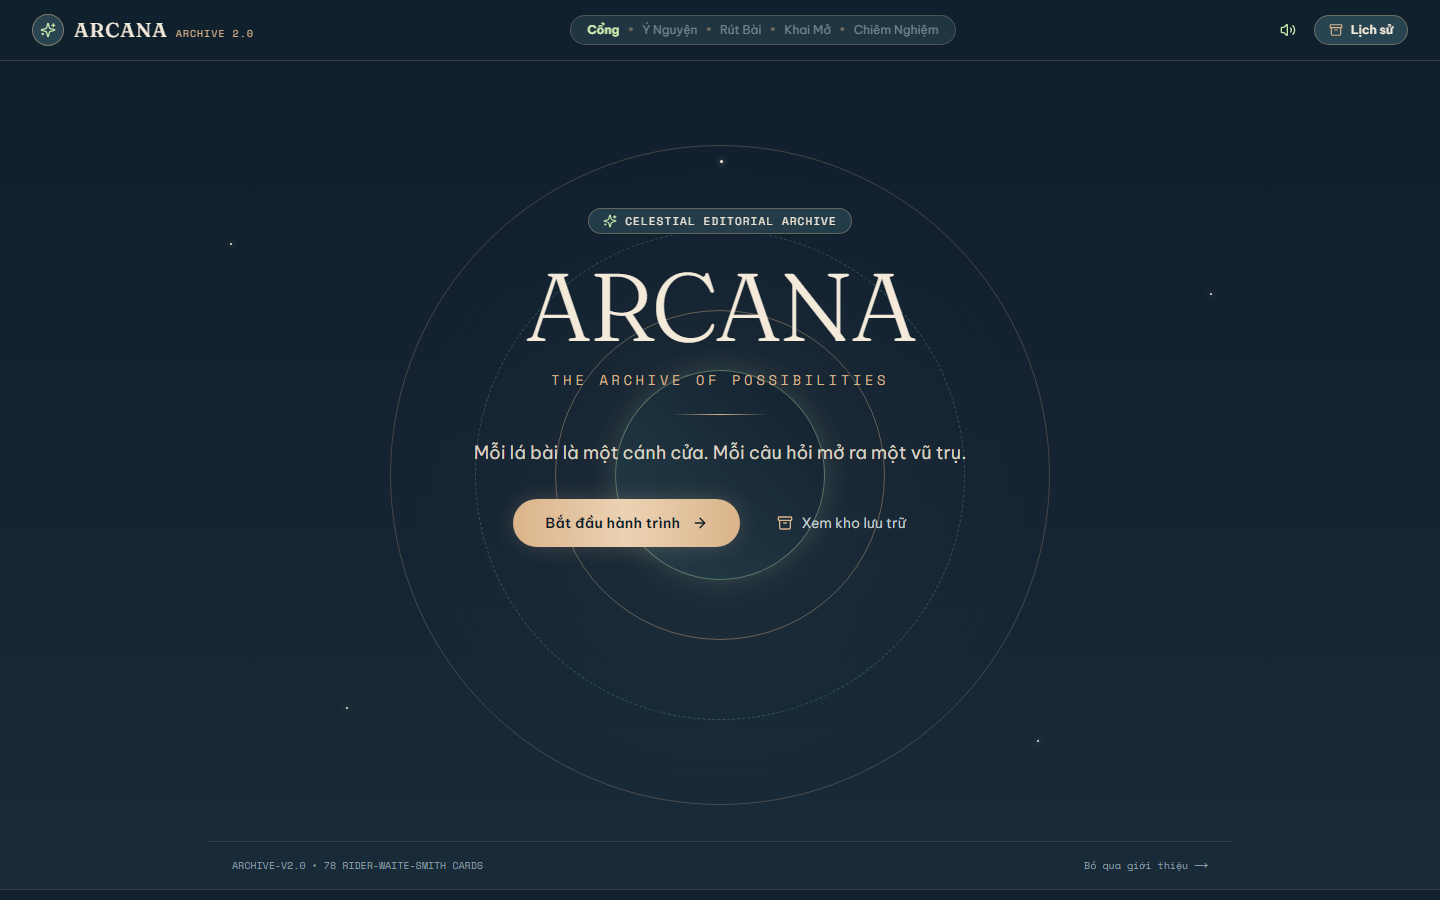 ARCANA ARCHIVE 2.0
Cổng • Ý Nguyện • Rút Bài • Khai Mở • Chiêm Nghiệm
Lịch sử
CELESTIAL EDITORIAL ARCHIVE
ARCANA
THE ARCHIVE OF POSSIBILITIES
Mỗi lá bài là một cánh cửa. Mỗi câu hỏi mở ra một vũ trụ.
Bắt đầu hành trình →
Xem kho lưu trữ
ARCHIVE-V2.0 • 78 RIDER-WAITE-SMITH CARDS
Bỏ qua giới thiệu ⟶